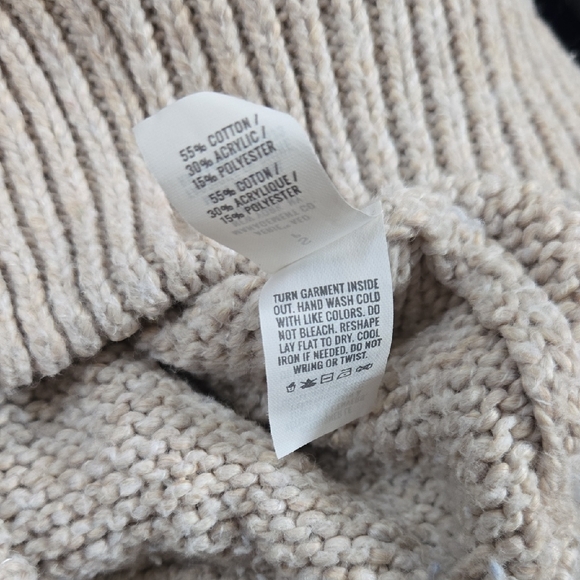 55% COTTON /
30% ACRYLIC /
15% POLYESTER
55% COTON /
30% ACRYLIQUE /
15% POLYESTER
TURN GARMENT INSIDE
OUT. HAND WASH COLD
WITH LIKE COLORS. DO
NOT BLEACH. RESHAPE
LAY FLAT TO DRY. COOL
IRON IF NEEDED. DO NOT
WRING OR TWIST.